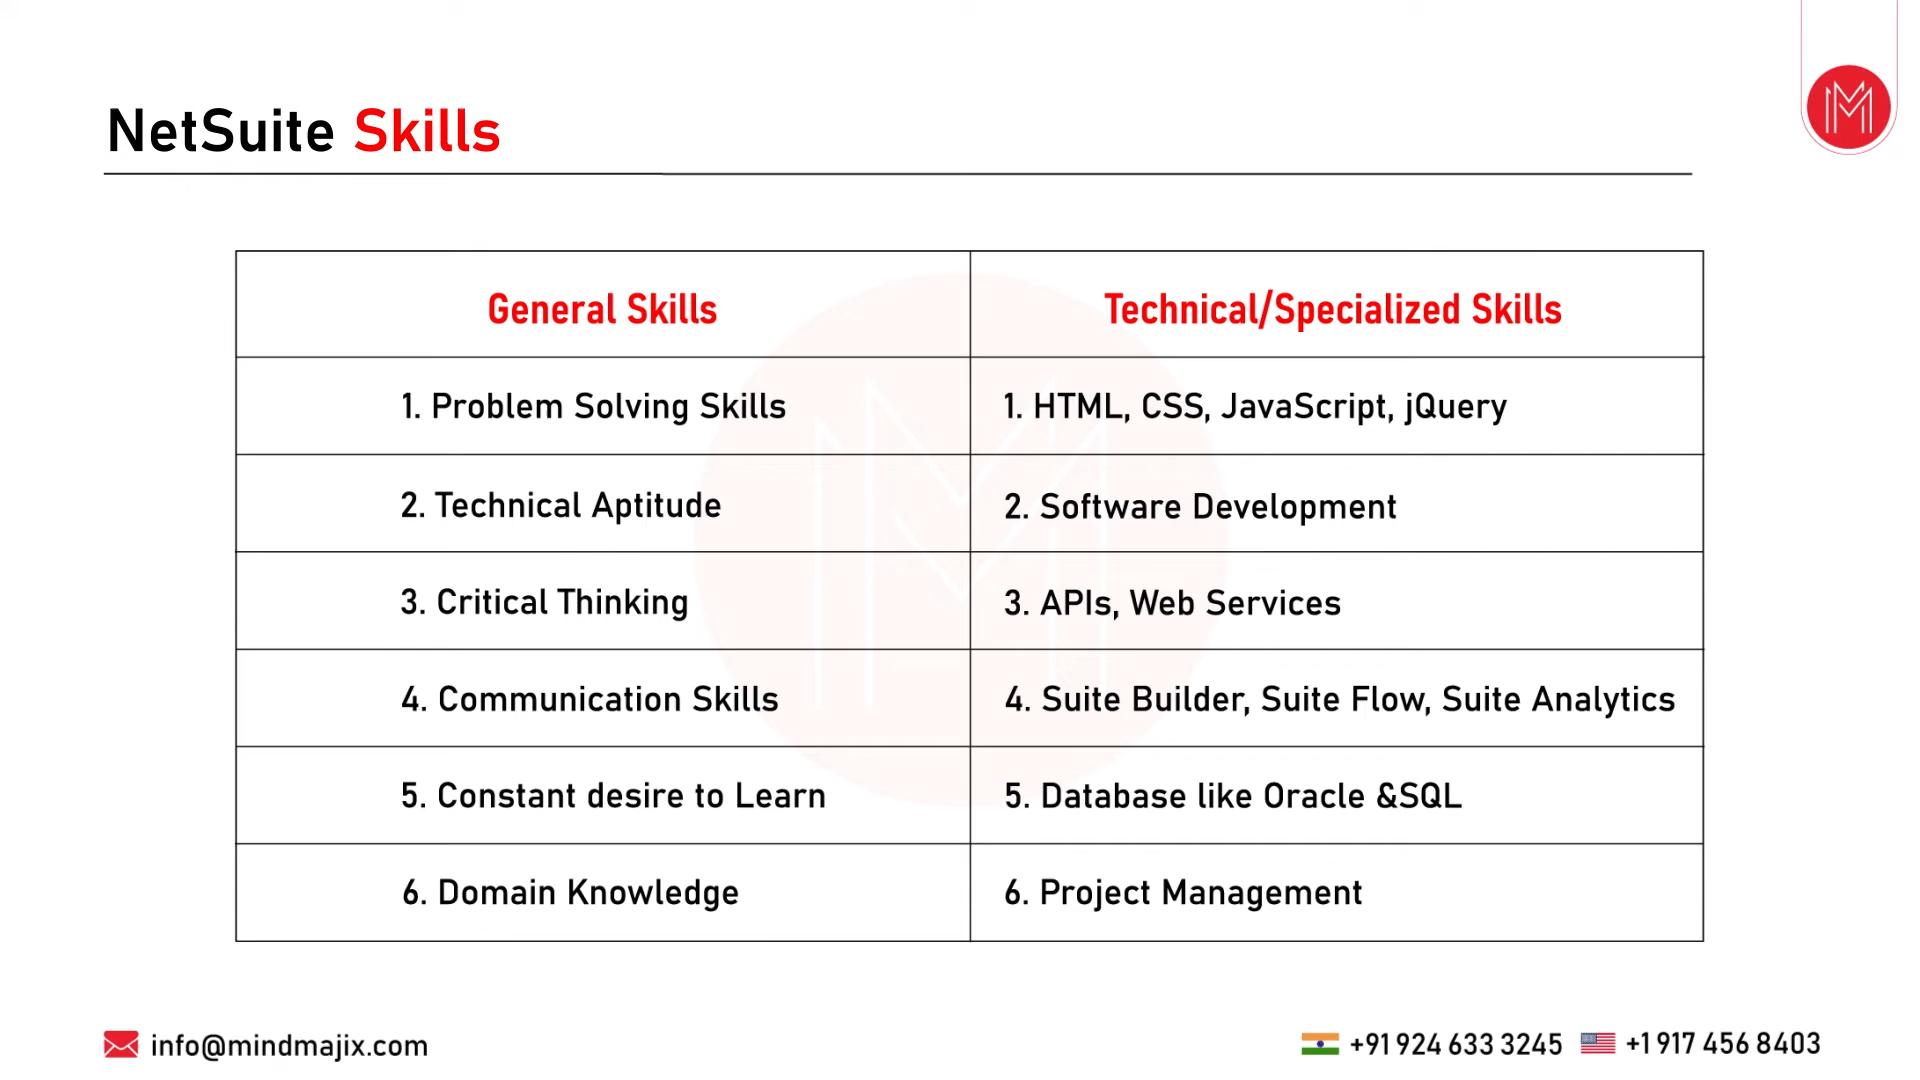 NetSuite Skills
General Skills
Technical/Specialized Skills
1. Problem Solving Skills
1. HTML, CSS, JavaScript, jQuery
2. Technical Aptitude
2. Software Development
3. Critical Thinking
3. APIs, Web Services
4. Communication Skills
4. Suite Builder, Suite Flow, Suite Analytics
5. Constant desire to Learn
5. Database like Oracle &SQL
6. Domain Knowledge
6. Project Management
info@mindmajix.com
+91 924 633 3245
+1 917 456 8403